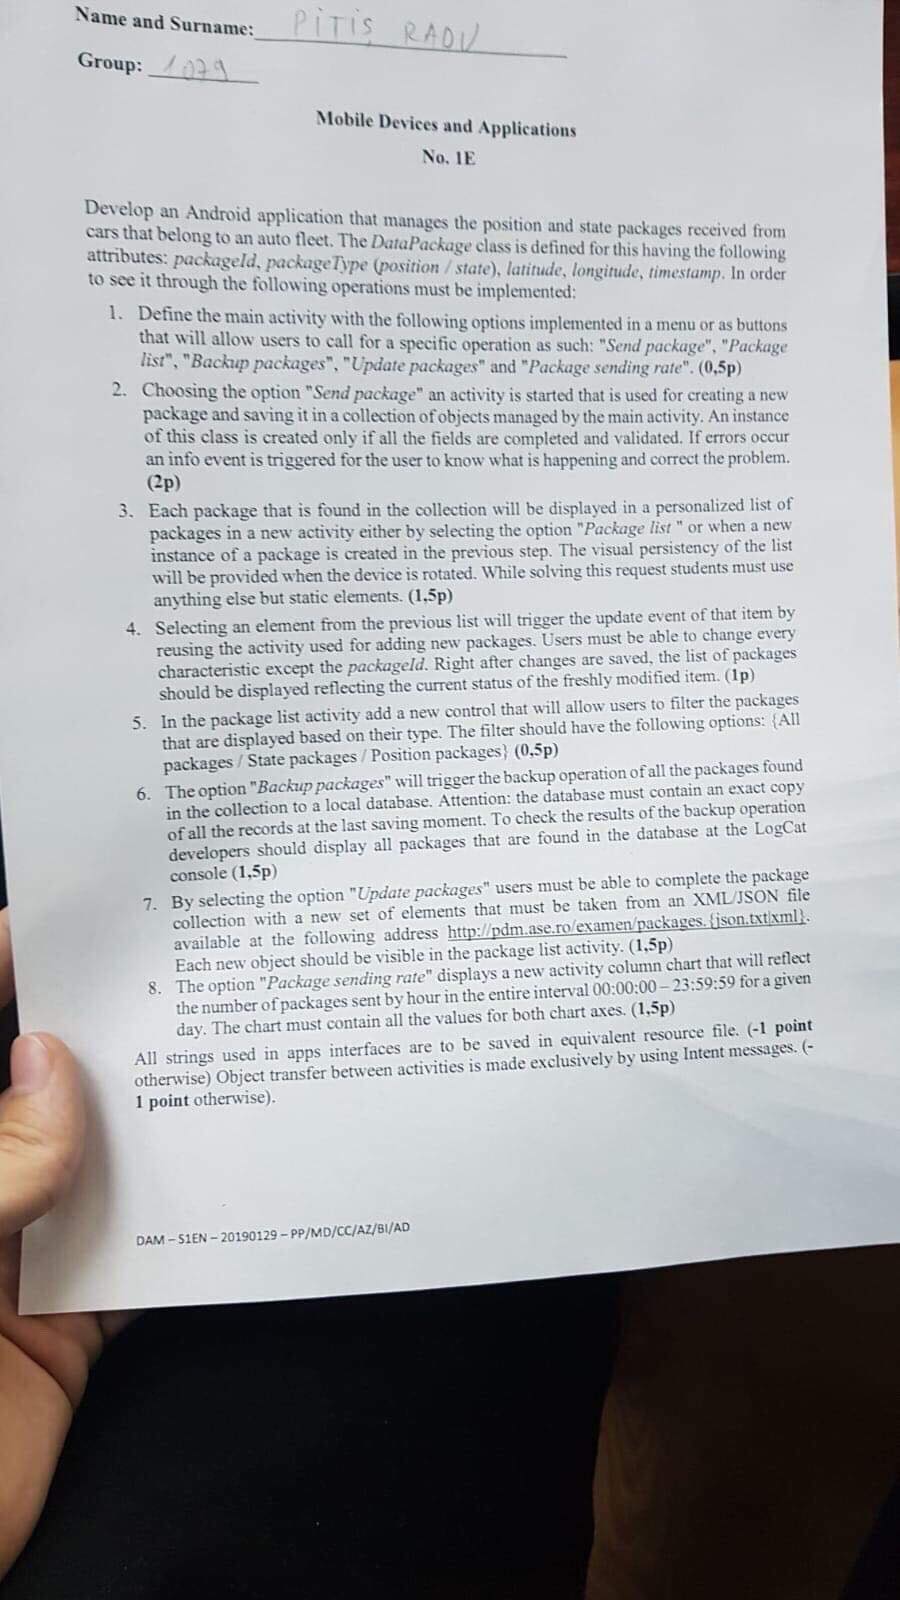 Name and Surname: PITIȘ RADU
Group: 1079
Mobile Devices and Applications
No. 1E
Develop an Android application that manages the position and state packages received from
cars that belong to an auto fleet. The DataPackage class is defined for this having the following
attributes: packageId, packageType (position / state), latitude, longitude, timestamp. In order
to see it through the following operations must be implemented:
1. Define the main activity with the following options implemented in a menu or as buttons
that will allow users to call for a specific operation as such: "Send package", "Package
list", "Backup packages", "Update packages" and "Package sending rate". (0,5p)
2. Choosing the option "Send package" an activity is started that is used for creating a new
package and saving it in a collection of objects managed by the main activity. An instance
of this class is created only if all the fields are completed and validated. If errors occur
an info event is triggered for the user to know what is happening and correct the problem.
(2p)
3. Each package that is found in the collection will be displayed in a personalized list of
packages in a new activity either by selecting the option "Package list " or when a new
instance of a package is created in the previous step. The visual persistency of the list
will be provided when the device is rotated. While solving this request students must use
anything else but static elements. (1,5p)
4. Selecting an element from the previous list will trigger the update event of that item by
reusing the activity used for adding new packages. Users must be able to change every
characteristic except the packageId. Right after changes are saved, the list of packages
should be displayed reflecting the current status of the freshly modified item. (1p)
5. In the package list activity add a new control that will allow users to filter the packages
that are displayed based on their type. The filter should have the following options: {All
packages / State packages / Position packages} (0,5p)
6. The option "Backup packages" will trigger the backup operation of all the packages found
in the collection to a local database. Attention: the database must contain an exact copy
of all the records at the last saving moment. To check the results of the backup operation
developers should display all packages that are found in the database at the LogCat
console (1,5p)
7. By selecting the option "Update packages" users must be able to complete the package
collection with a new set of elements that must be taken from an XML/JSON file
available at the following address http://pdm.ase.ro/examen/packages.{json.txt|xml}.
Each new object should be visible in the package list activity. (1,5p)
8. The option "Package sending rate" displays a new activity column chart that will reflect
the number of packages sent by hour in the entire interval 00:00:00 – 23:59:59 for a given
day. The chart must contain all the values for both chart axes. (1,5p)
All strings used in apps interfaces are to be saved in equivalent resource file. (-1 point
otherwise) Object transfer between activities is made exclusively by using Intent messages. (-
1 point otherwise).
DAM – S1EN – 20190129 – PP/MD/CC/AZ/BI/AD